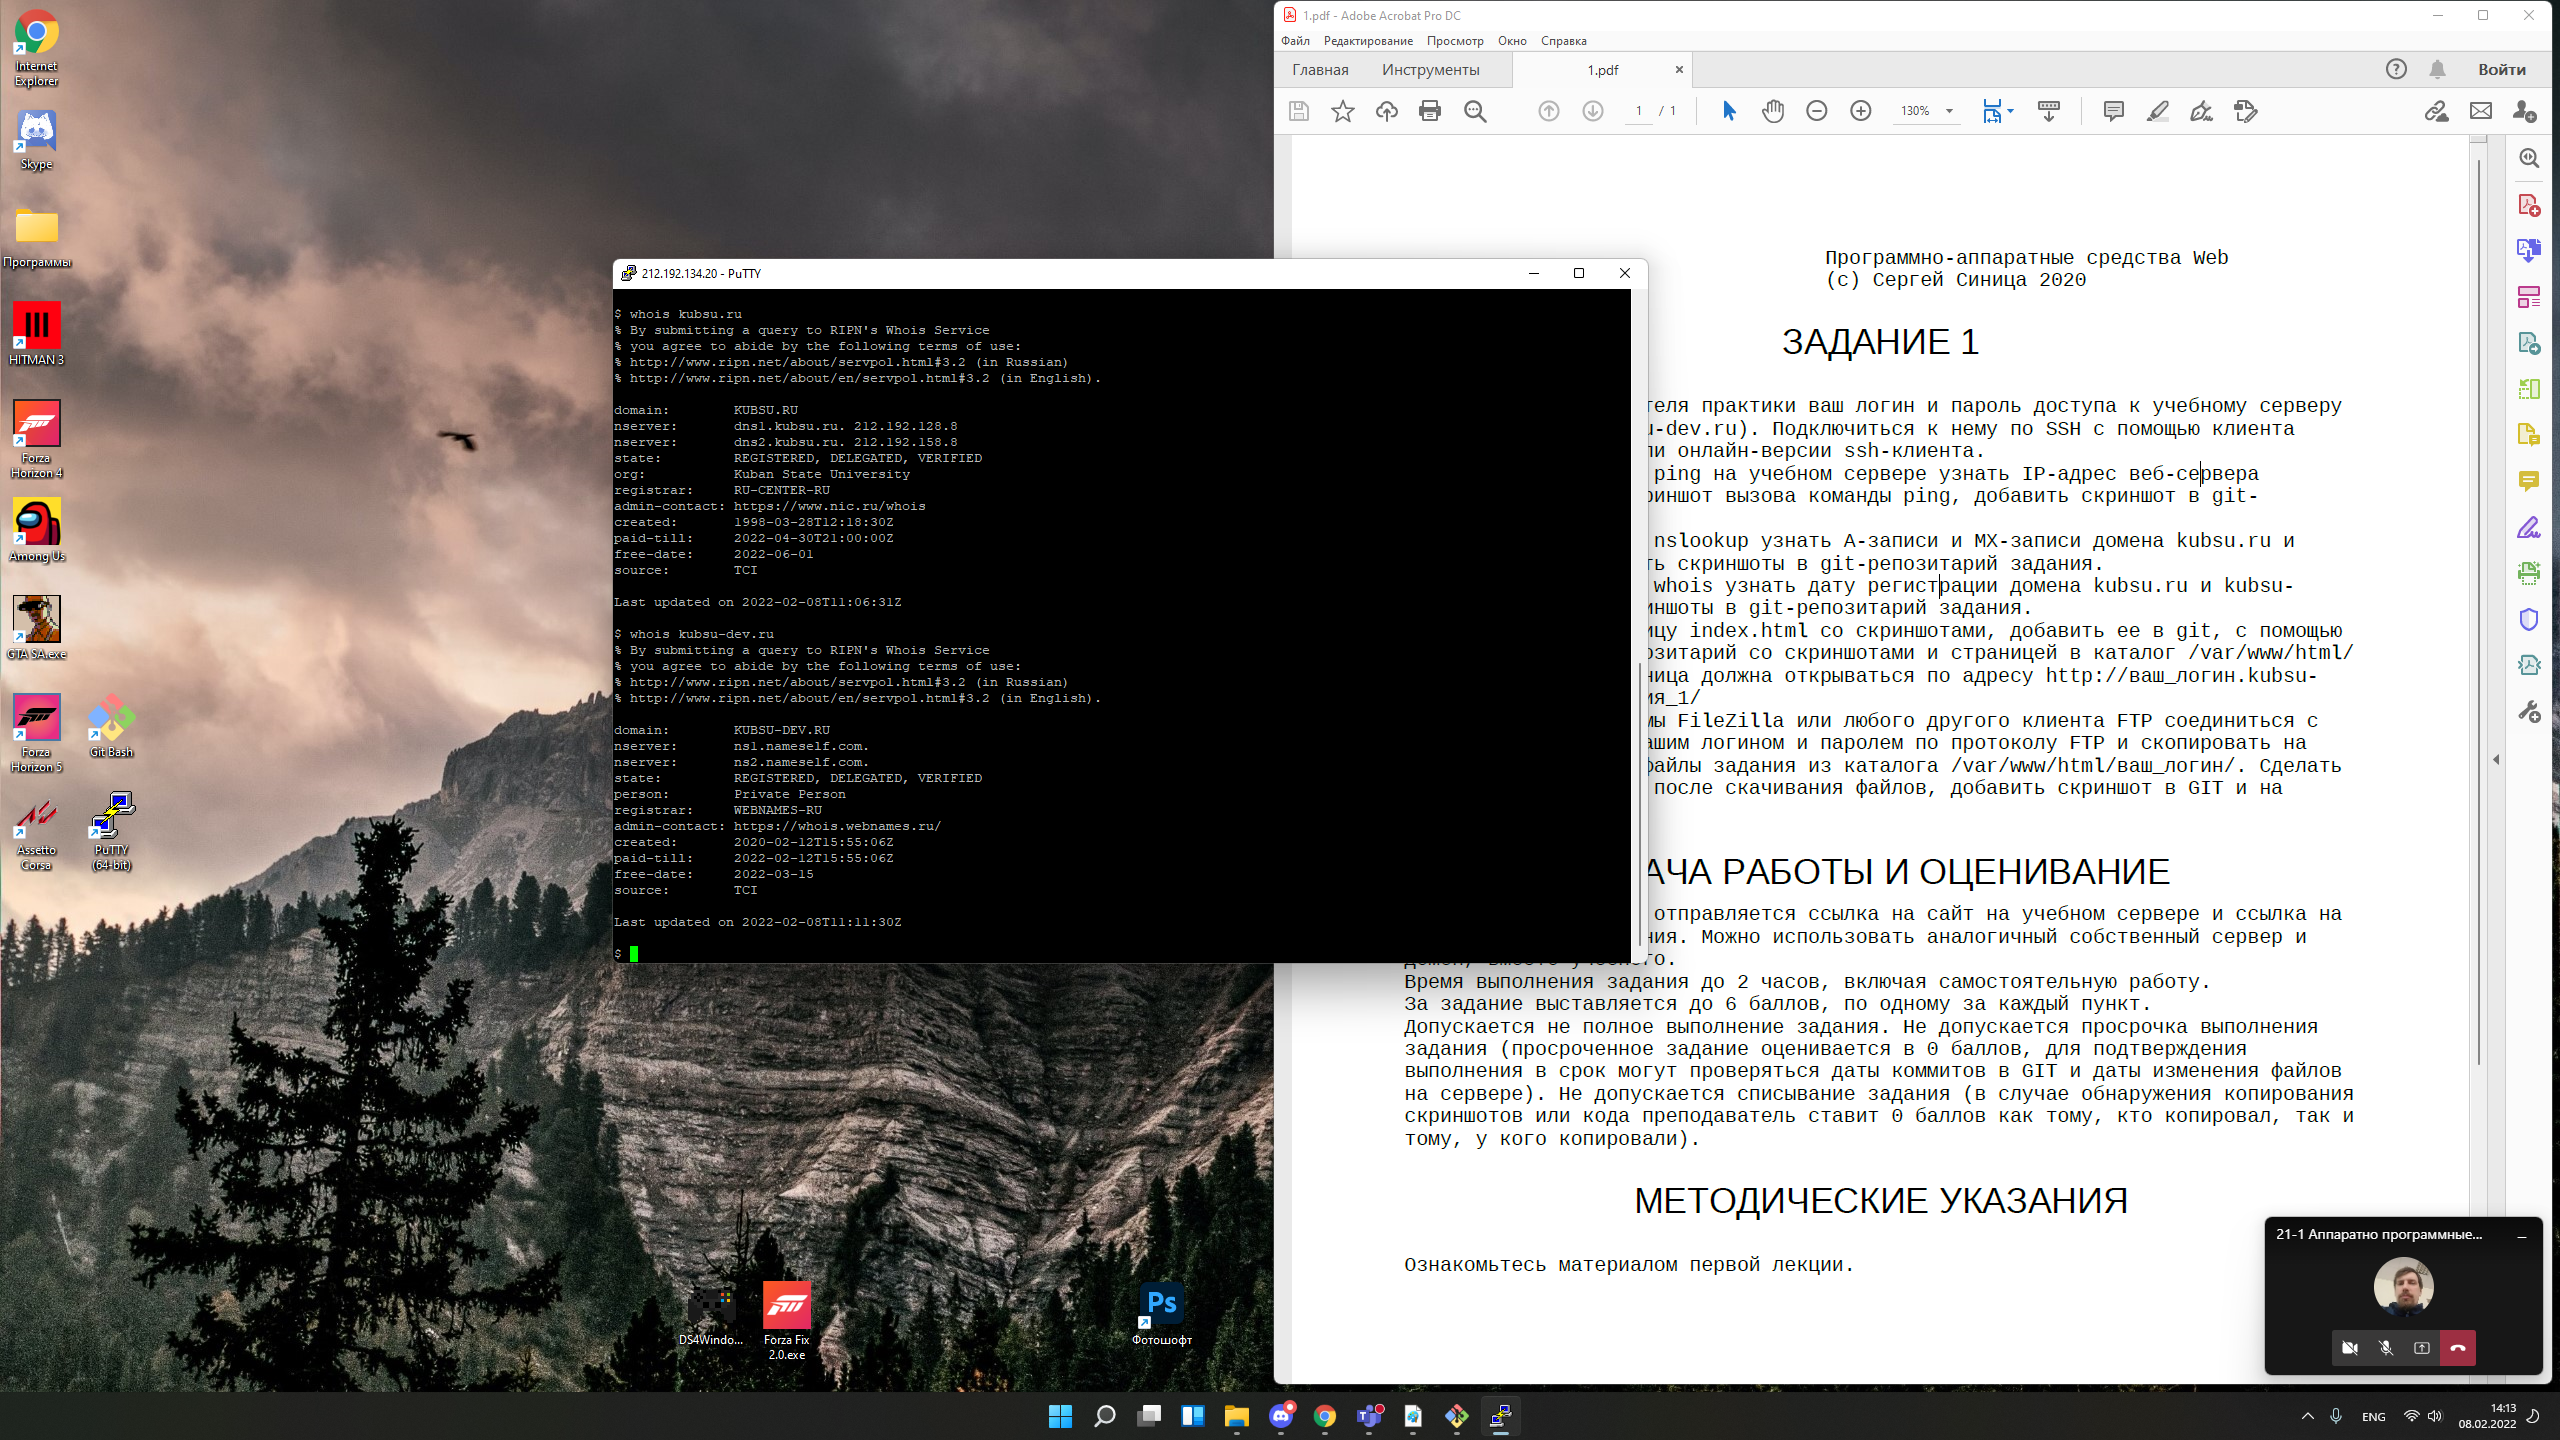 Internet
Explorer
Skype
Программы
HITMAN 3
Forza
Horizon 4
Among Us
GTA SA.exe
Forza
Horizon 5
Git Bash
Assetto
Corsa
PuTTY
(64-bit)
DS4Windo...
Forza Fix
2.0.exe
Ps
Фотошофт
212.192.134.20 - PuTTY
$ whois kubsu.ru
% By submitting a query to RIPN's Whois Service
% you agree to abide by the following terms of use:
% http://www.ripn.net/about/servpol.html#3.2 (in Russian)
% http://www.ripn.net/about/en/servpol.html#3.2 (in English).
domain: KUBSU.RU
nserver: dns1.kubsu.ru. 212.192.128.8
nserver: dns2.kubsu.ru. 212.192.158.8
state: REGISTERED, DELEGATED, VERIFIED
org: Kuban State University
registrar: RU-CENTER-RU
admin-contact: https://www.nic.ru/whois
created: 1998-03-28T12:18:30Z
paid-till: 2022-04-30T21:00:00Z
free-date: 2022-06-01
source: TCI
Last updated on 2022-02-08T11:06:31Z
$ whois kubsu-dev.ru
% By submitting a query to RIPN's Whois Service
% you agree to abide by the following terms of use:
% http://www.ripn.net/about/servpol.html#3.2 (in Russian)
% http://www.ripn.net/about/en/servpol.html#3.2 (in English).
domain: KUBSU-DEV.RU
nserver: ns1.nameself.com.
nserver: ns2.nameself.com.
state: REGISTERED, DELEGATED, VERIFIED
person: Private Person
registrar: WEBNAMES-RU
admin-contact: https://whois.webnames.ru/
created: 2020-02-12T15:55:06Z
paid-till: 2022-02-12T15:55:06Z
free-date: 2022-03-15
source: TCI
Last updated on 2022-02-08T11:11:30Z
$
1.pdf - Adobe Acrobat Pro DC
Файл Редактирование Просмотр Окно Справка
Главная Инструменты 1.pdf Войти
1 / 1 130%
Программно-аппаратные средства Web
(c) Сергей Синица 2020
ЗАДАНИЕ 1
теля практики ваш логин и пароль доступа к учебному серверу
u-dev.ru). Подключиться к нему по SSH с помощью клиента
ли онлайн-версии ssh-клиента.
ping на учебном сервере узнать IP-адрес веб-сервера
риншот вызова команды ping, добавить скриншот в git-
nslookup узнать A-записи и MX-записи домена kubsu.ru и
ть скриншоты в git-репозитарий задания.
whois узнать дату регистрации домена kubsu.ru и kubsu-
иншоты в git-репозитарий задания.
ицу index.html со скриншотами, добавить ее в git, с помощью
позитарий со скриншотами и страницей в каталог /var/www/html/
ница должна открываться по адресу http://ваш_логин.kubsu-
ия_1/
мы FileZilla или любого другого клиента FTP соединиться с
ашим логином и паролем по протоколу FTP и скопировать на
файлы задания из каталога /var/www/html/ваш_логин/. Сделать
после скачивания файлов, добавить скриншот в GIT и на
АЧА РАБОТЫ И ОЦЕНИВАНИЕ
отправляется ссылка на сайт на учебном сервере и ссылка на
ния. Можно использовать аналогичный собственный сервер и
Время выполнения задания до 2 часов, включая самостоятельную работу.
За задание выставляется до 6 баллов, по одному за каждый пункт.
Допускается не полное выполнение задания. Не допускается просрочка выполнения
задания (просроченное задание оценивается в 0 баллов, для подтверждения
выполнения в срок могут проверяться даты коммитов в GIT и даты изменения файлов
на сервере). Не допускается списывание задания (в случае обнаружения копирования
скриншотов или кода преподаватель ставит 0 баллов как тому, кто копировал, так и
тому, у кого копировали).
МЕТОДИЧЕСКИЕ УКАЗАНИЯ
Ознакомьтесь материалом первой лекции.
21-1 Аппаратно программные...
ENG
14:13
08.02.2022